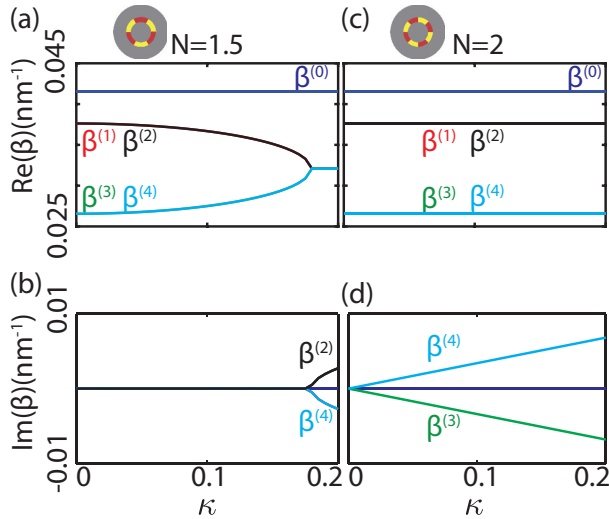 (a) N=1.5 (c) N=2
0.045
Re(β)(nm⁻¹)
0.025
β⁽⁰⁾ β⁽⁰⁾
β⁽¹⁾ β⁽²⁾ β⁽¹⁾ β⁽²⁾
β⁽³⁾ β⁽⁴⁾ β⁽³⁾ β⁽⁴⁾
(b) (d)
0.01
Im(β)(nm⁻¹)
-0.01
β⁽²⁾ β⁽⁴⁾
β⁽⁴⁾ β⁽³⁾
0 0.1 0.2 0 0.1 0.2
κ κ